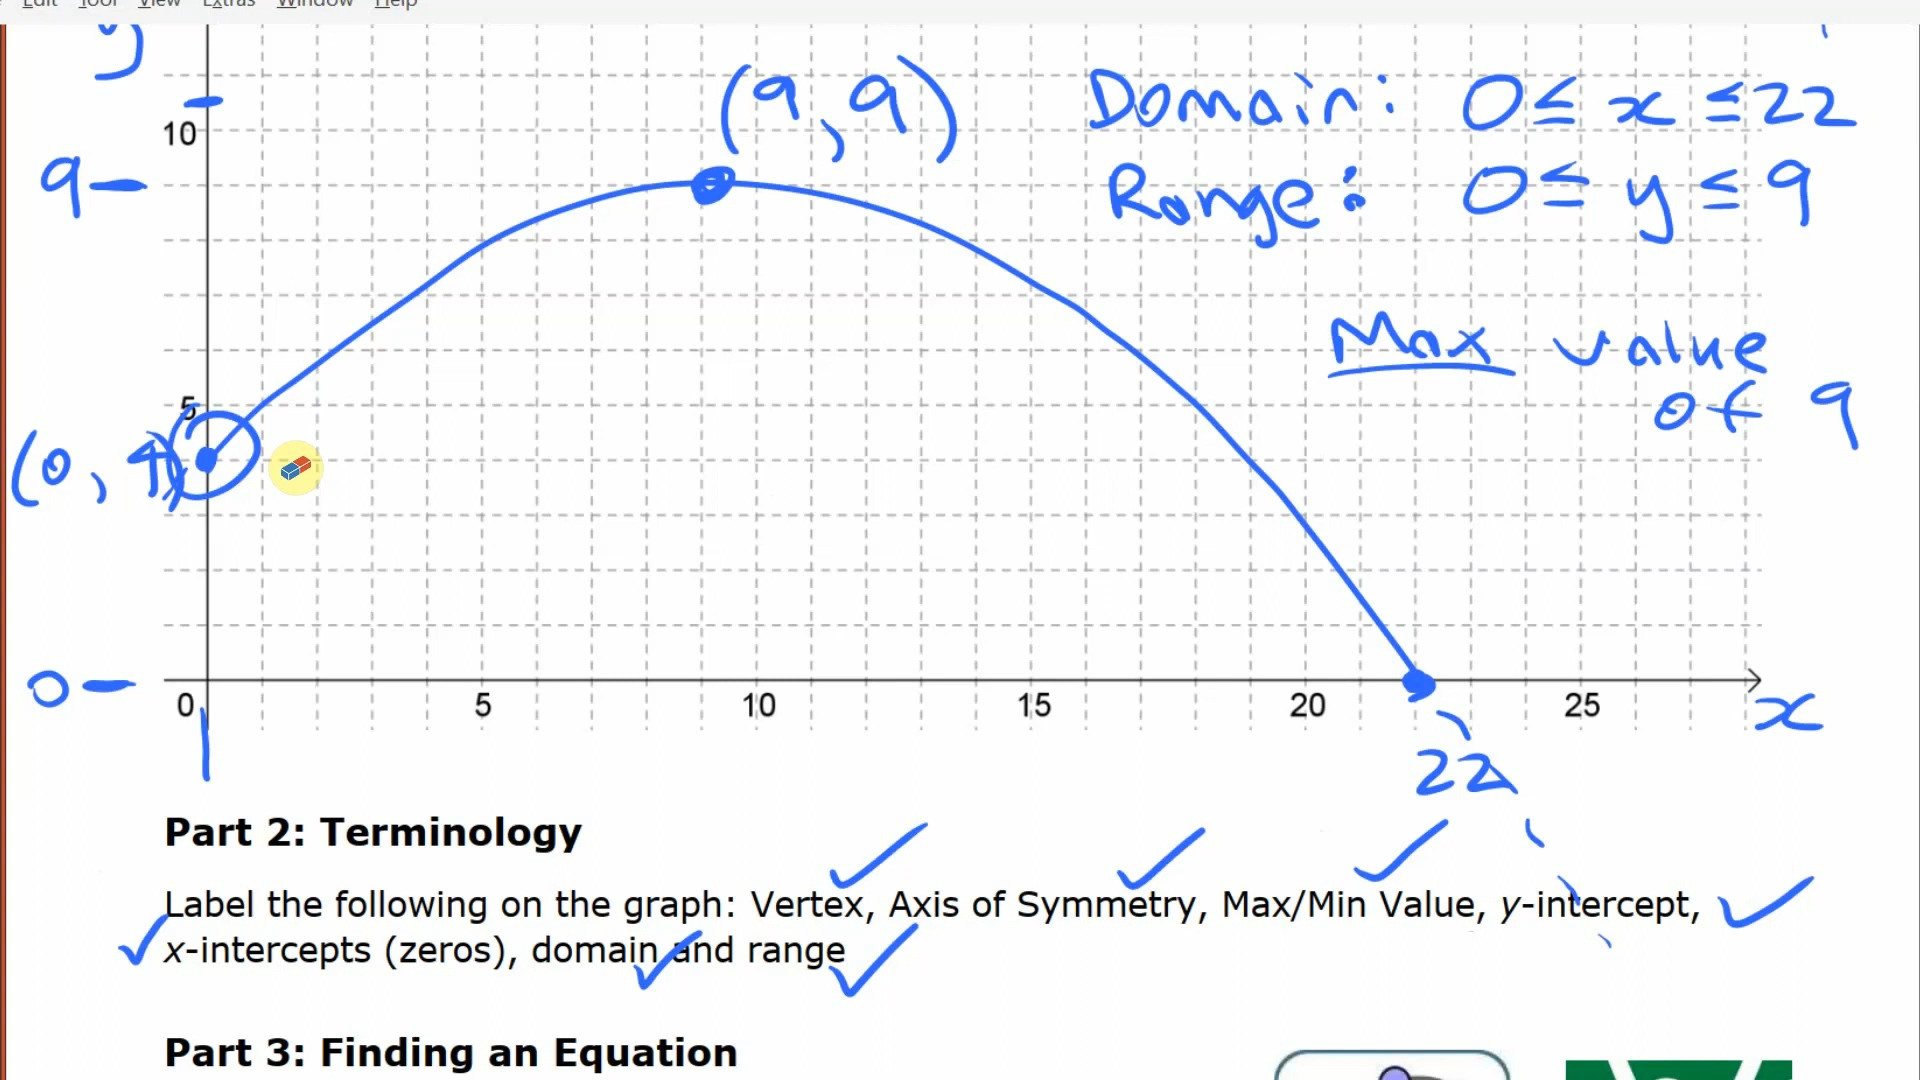 Edit Tool View Extras Window Help
y
(9, 9)
Domain: 0 ≤ x ≤ 22
10
9
Range: 0 ≤ y ≤ 9
Max value
of 9
5
(0, 4)
0
0 5 10 15 20 25 x
22
Part 2: Terminology
Label the following on the graph: Vertex, Axis of Symmetry, Max/Min Value, y-intercept,
x-intercepts (zeros), domain and range
Part 3: Finding an Equation